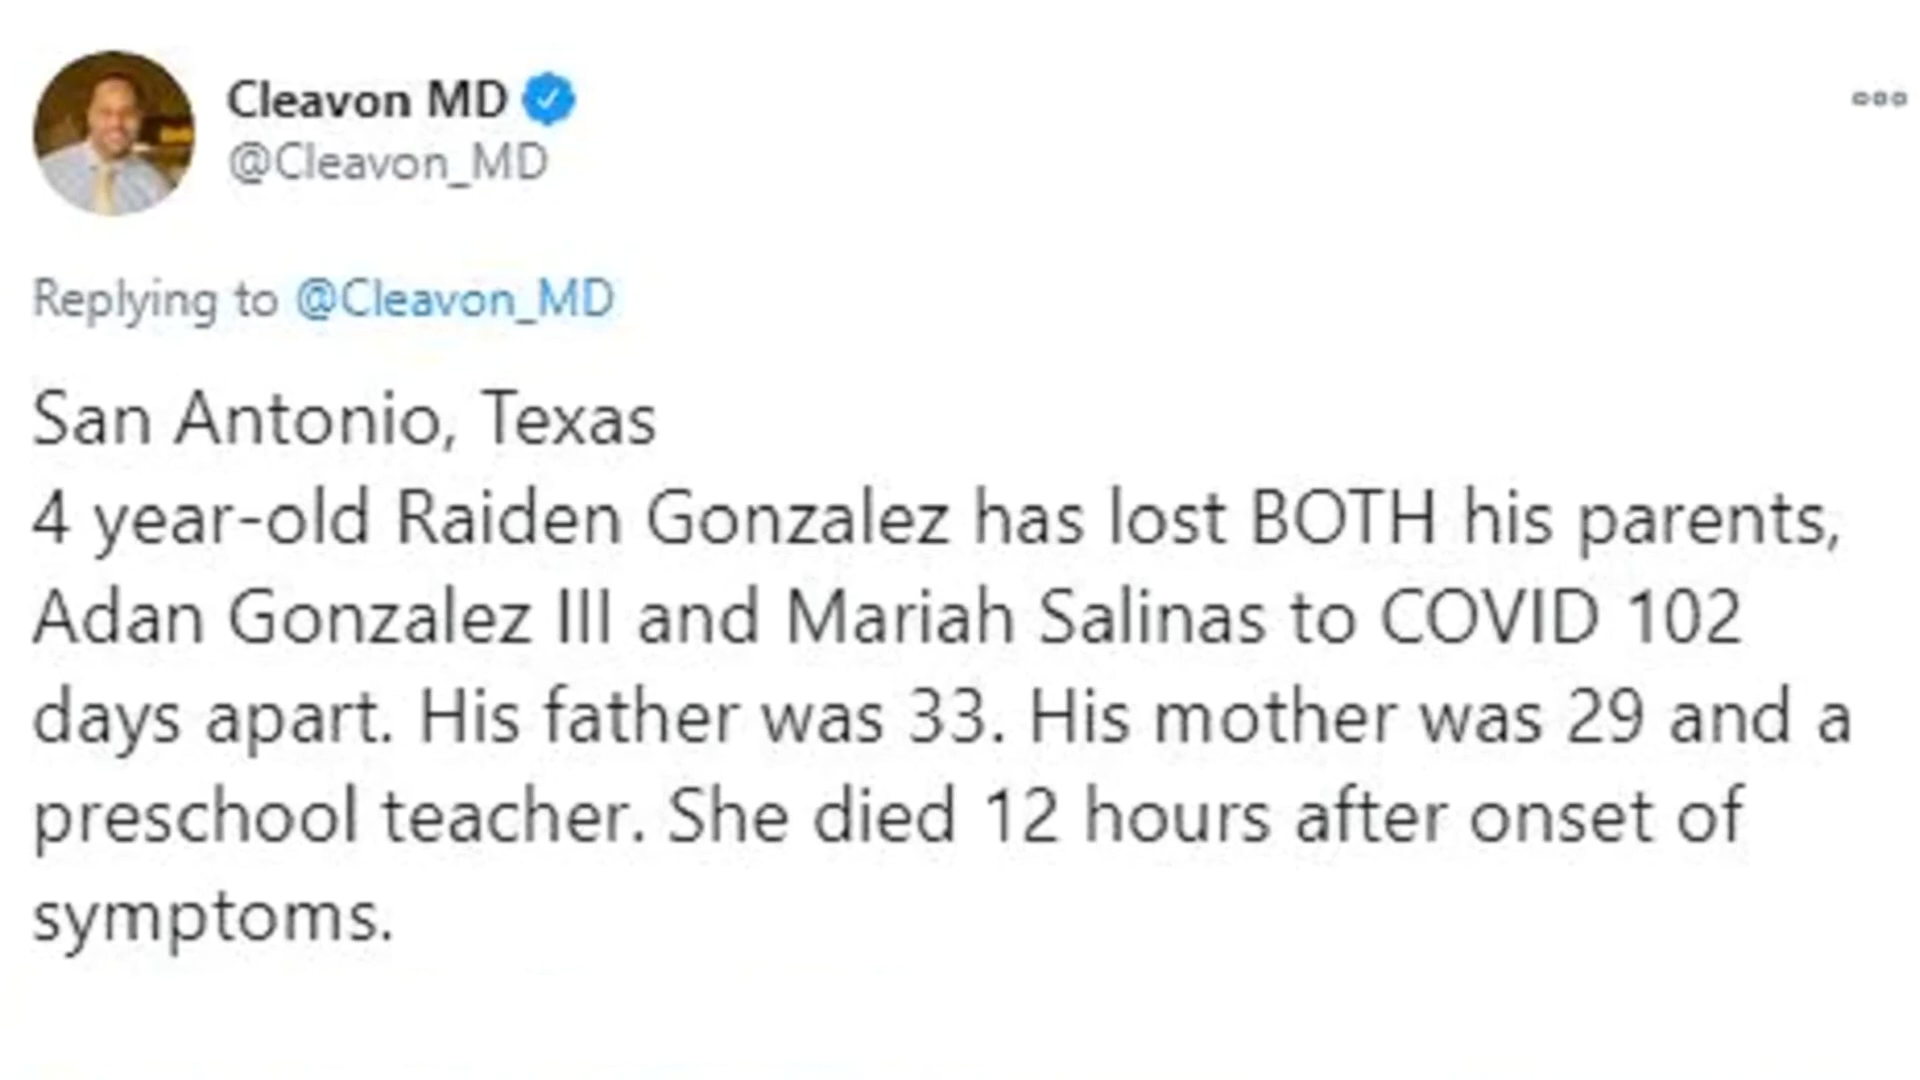 Cleavon MD
@Cleavon_MD
Replying to @Cleavon_MD
San Antonio, Texas
4 year-old Raiden Gonzalez has lost BOTH his parents,
Adan Gonzalez III and Mariah Salinas to COVID 102
days apart. His father was 33. His mother was 29 and a
preschool teacher. She died 12 hours after onset of
symptoms.